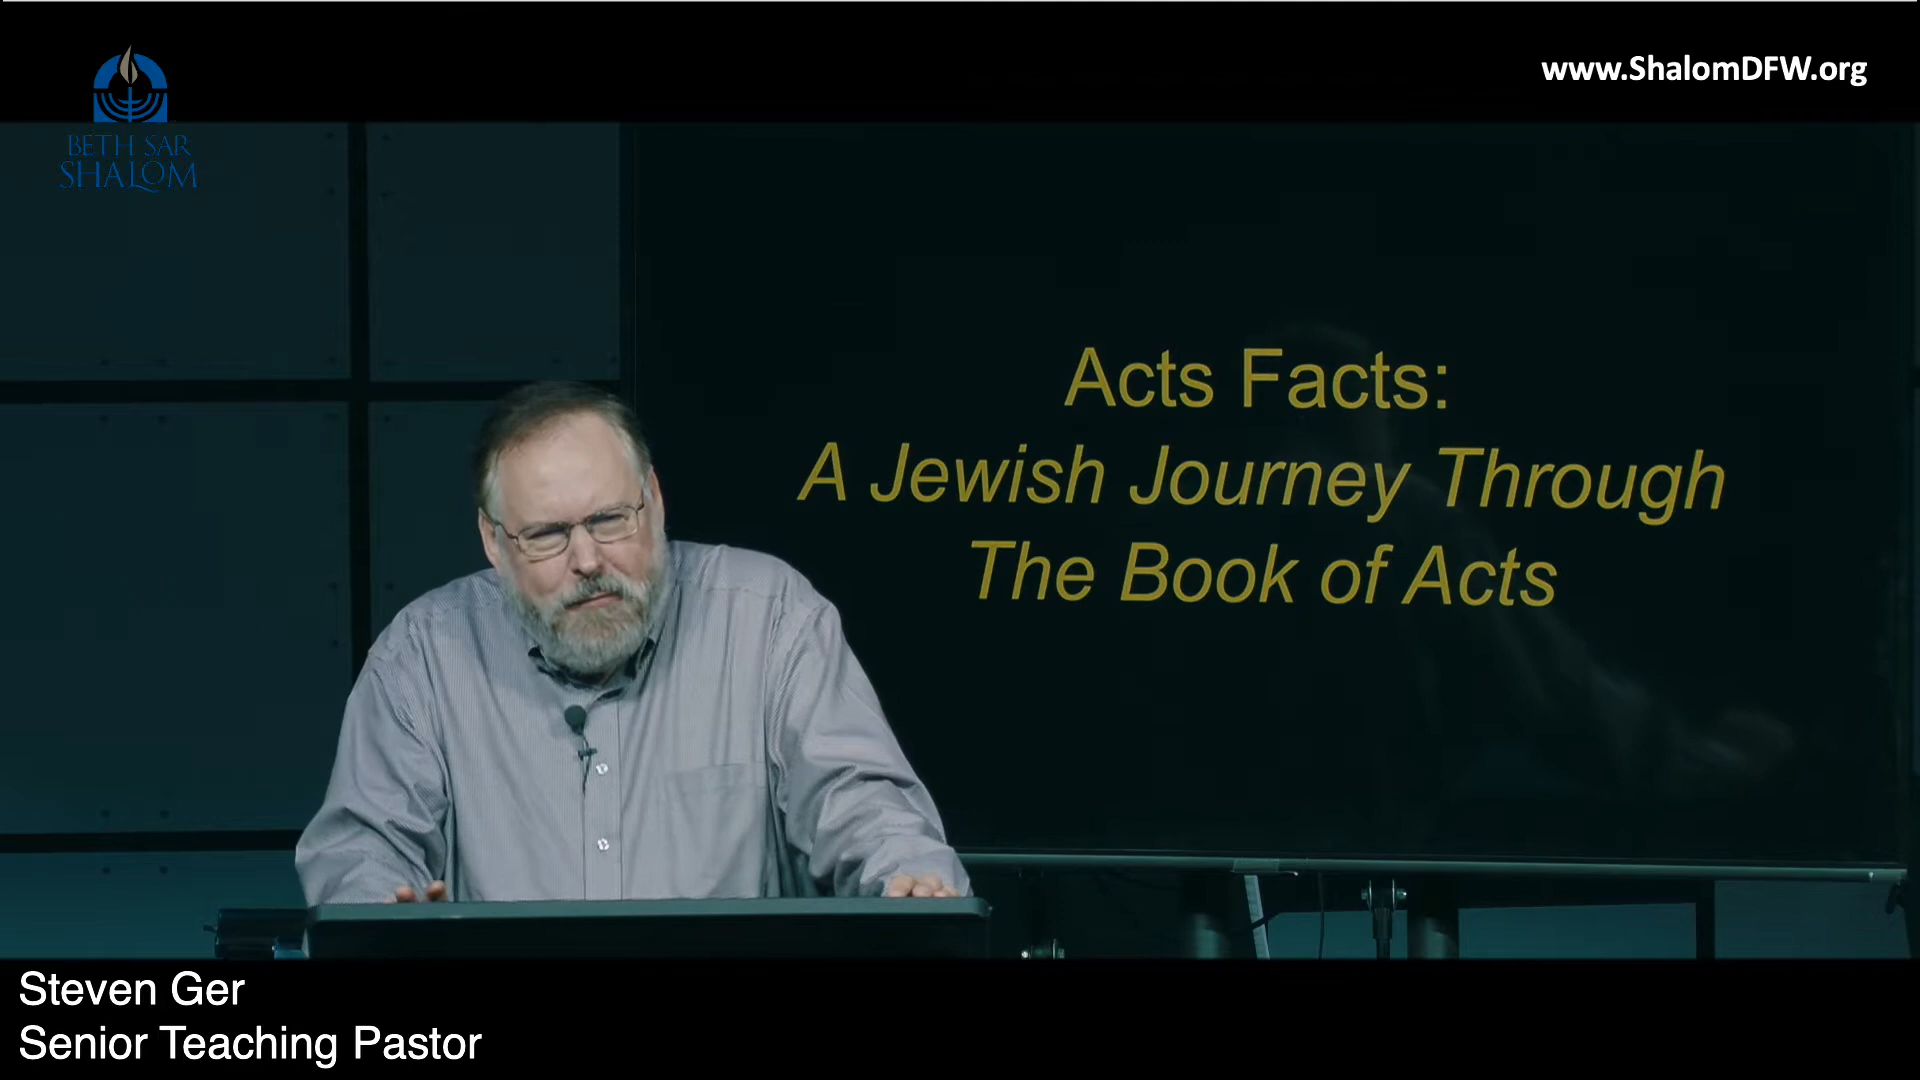 www.ShalomDFW.org
BETH SAR
SHALOM
Acts Facts:
A Jewish Journey Through
The Book of Acts
Steven Ger
Senior Teaching Pastor